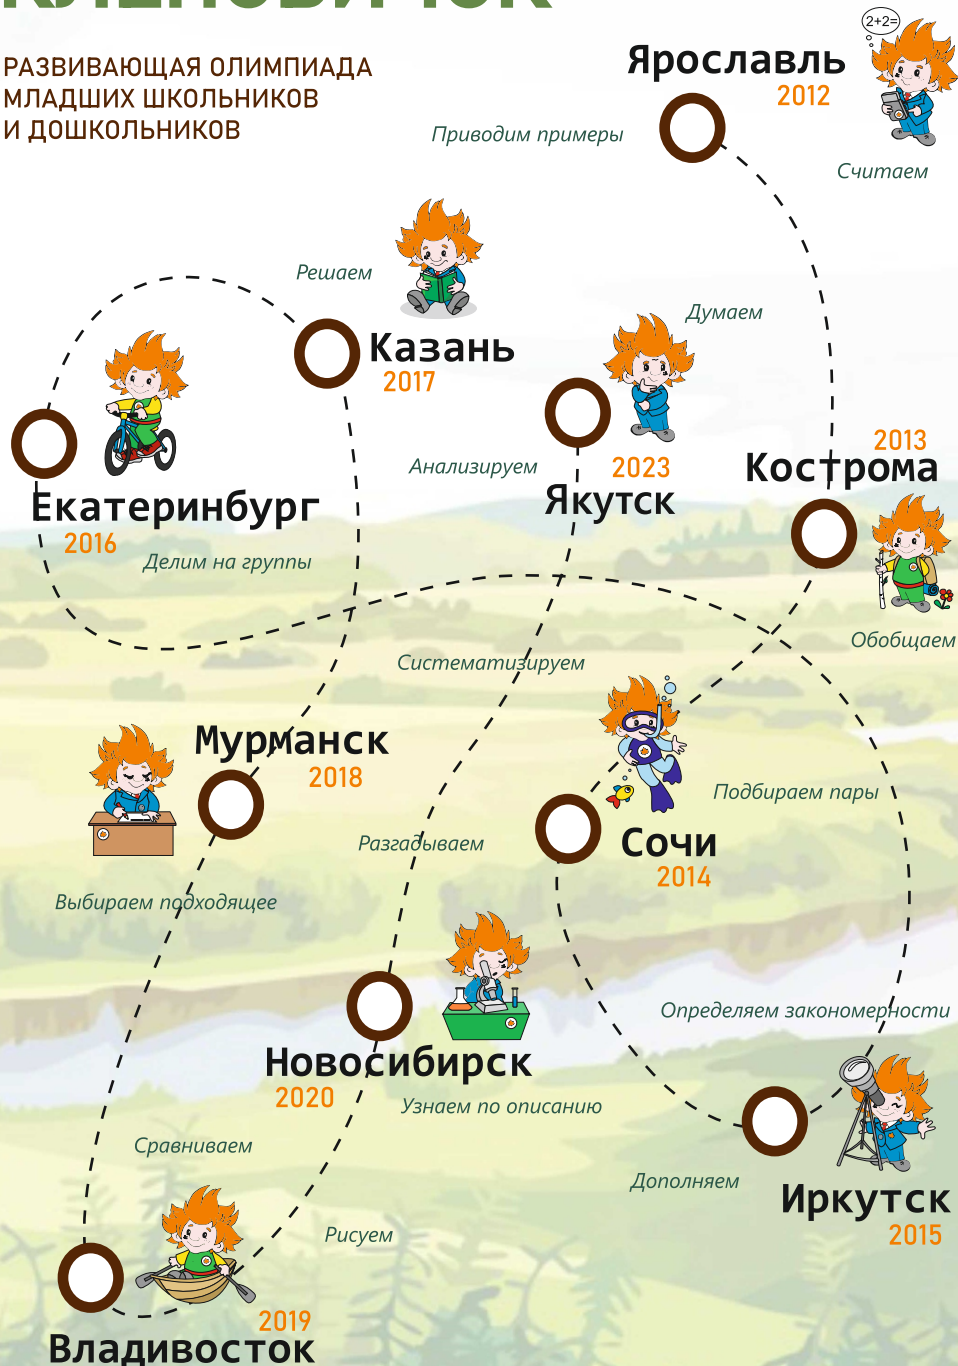 РАЗВИВАЮЩАЯ ОЛИМПИАДА
МЛАДШИХ ШКОЛЬНИКОВ
И ДОШКОЛЬНИКОВ
2+2=
Ярославль
2012
Приводим примеры
Считаем
Решаем
Думаем
Казань
2017
2013
Кострома
Анализируем
2023
Якутск
Екатеринбург
2016
Делим на группы
Обобщаем
Систематизируем
Мурманск
2018
Подбираем пары
Разгадываем
Сочи
2014
Выбираем подходящее
Определяем закономерности
Новосибирск
2020
Узнаем по описанию
Сравниваем
Дополняем
Иркутск
2015
Рисуем
2019
Владивосток